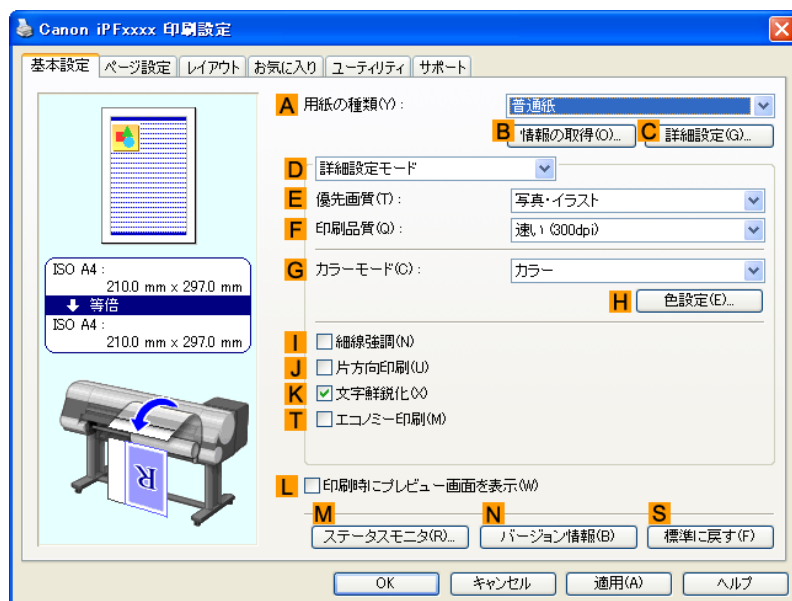 Canon iPFxxxx 印刷設定
基本設定 ページ設定 レイアウト お気に入り ユーティリティ サポート
A 用紙の種類(Y) : 普通紙
B 情報の取得(O)... C 詳細設定(G)...
D 詳細設定モード
E 優先画質(T) : 写真・イラスト
F 印刷品質(Q) : 速い (300dpi)
G カラーモード(C) : カラー
H 色設定(E)...
ISO A4 :
210.0 mm x 297.0 mm
等倍
ISO A4 :
210.0 mm x 297.0 mm
I 細線強調(N)
J 片方向印刷(U)
K 文字鮮鋭化(X)
T エコノミー印刷(M)
R
L 印刷時にプレビュー画面を表示(W)
M ステータスモニタ(R)... N バージョン情報(B) S 標準に戻す(F)
OK キャンセル 適用(A) ヘルプ